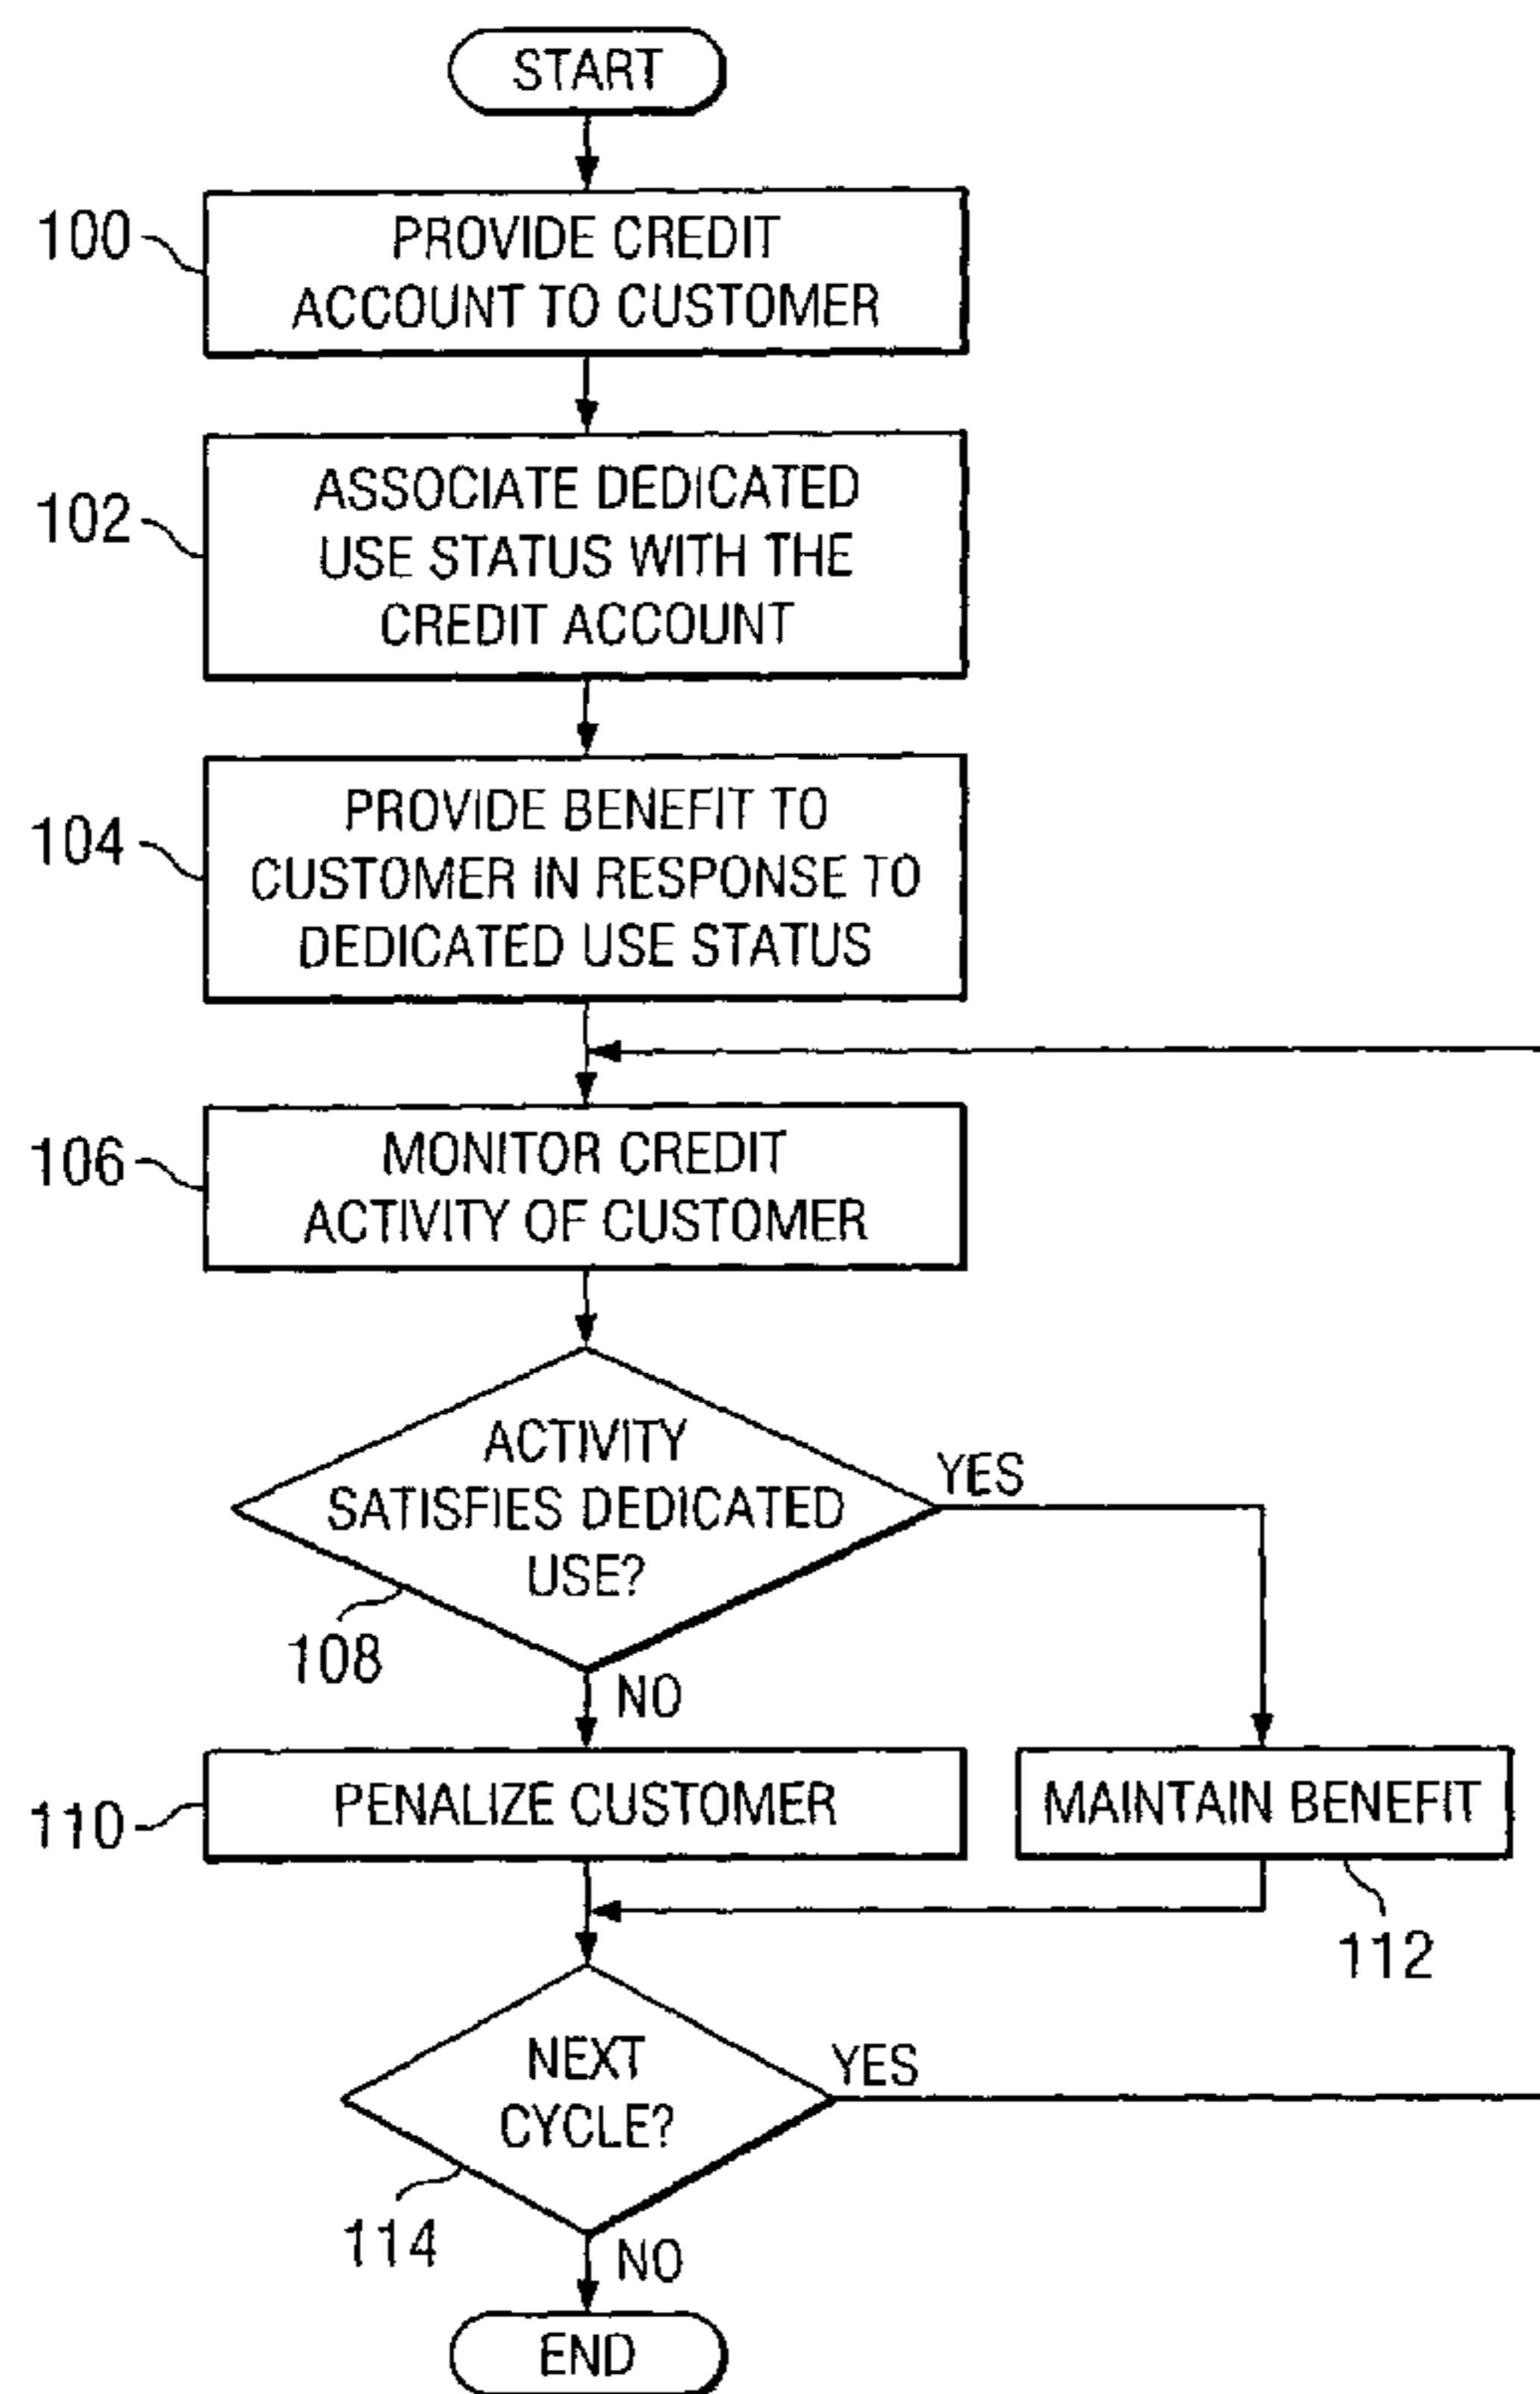 START
100
PROVIDE CREDIT
ACCOUNT TO CUSTOMER
102
ASSOCIATE DEDICATED
USE STATUS WITH THE
CREDIT ACCOUNT
104
PROVIDE BENEFIT TO
CUSTOMER IN RESPONSE TO
DEDICATED USE STATUS
106
MONITOR CREDIT
ACTIVITY OF CUSTOMER
ACTIVITY
SATISFIES DEDICATED
USE?
YES
108
NO
110
PENALIZE CUSTOMER
MAINTAIN BENEFIT
112
NEXT
CYCLE?
YES
114
NO
END